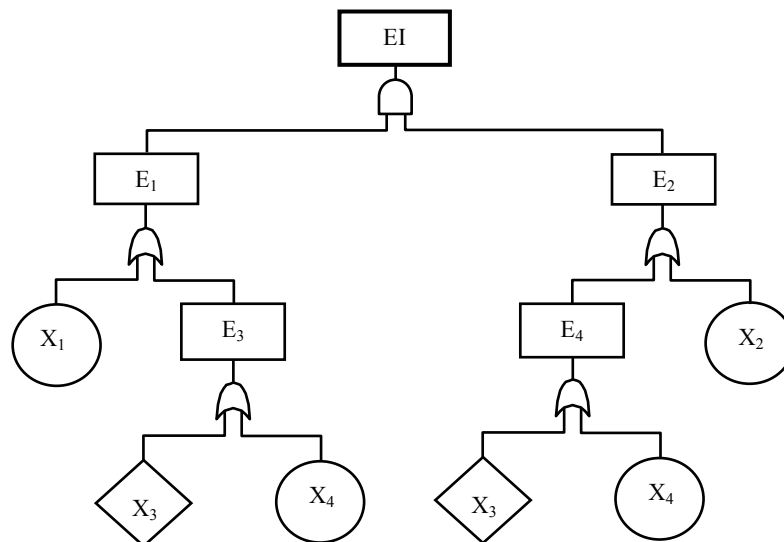 EI
E₁
E₂
X₁
E₃
E₄
X₂
X₃
X₄
X₃
X₄